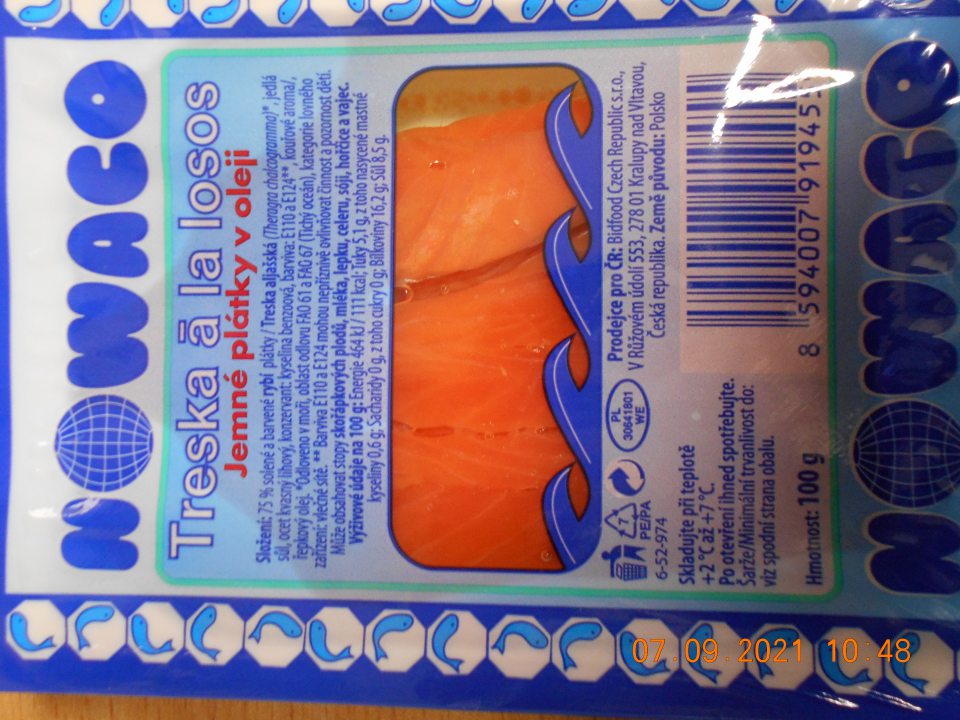 NOWACO
Treska à la losos
Jemné plátky v oleji
Složení: 75 % solené a barvené rybí plátky / Treska aljašská (Theragra chalcogramma)*, jedlá
sůl, ocet kvasný lihový, konzervant: kyselina benzoová, barviva: E110 a E124**, kouřové aroma/,
řepkový olej. *Odloveno v moři, oblast odlovu FAO 61 a FAO 67 (Tichý oceán), kategorie lovného
zařízení: vlečné sítě. ** Barviva E110 a E124 mohou nepříznivě ovlivňovat činnost a pozornost dětí.
Může obsahovat stopy skořápkových plodů, mléka, lepku, celeru, sóji, hořčice a vajec.
Výživové údaje na 100 g: Energie 464 kJ/ 111 kcal; tuky 5,1 g, z toho nasycené mastné
kyseliny 0,6 g; Sacharidy 0 g, z toho cukry 0 g; Bílkoviny 16,2 g; Sůl 8,5 g.
Prodejce pro ČR: Bidfood Czech Republic s.r.o.,
V Růžovém údolí 553, 278 01 Kralupy nad Vltavou,
Česká republika. Země původu: Polsko
PL
30641801
WE
7
PE/PA
6-52-974
Skladujte při teplotě
+2 °C až +7 °C.
Po otevření ihned spotřebujte.
Šarže/Minimální trvanlivost do:
viz spodní strana obalu.
Hmotnost: 100 g
8 594007 919455
NOWACO
07.09.2021 10:48